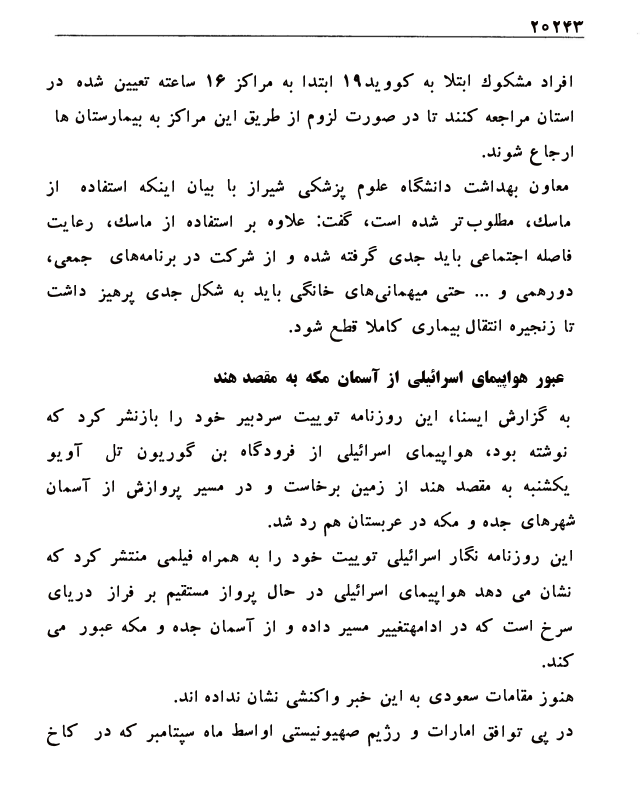 ۲۰۲۴۳
افراد مشکوك ابتلا به کووید۱۹ ابتدا به مراکز ۱۶ ساعته تعیین شده در
استان مراجعه کنند تا در صورت لزوم از طریق این مراکز به بیمارستان ها
ارجاع شوند.
معاون بهداشت دانشگاه علوم پزشکی شیراز با بیان اینکه استفاده از
ماسك، مطلوب‌تر شده است، گفت: علاوه بر استفاده از ماسك، رعایت
فاصله اجتماعی باید جدی گرفته شده و از شرکت در برنامه‌های جمعی،
دورهمی و ... حتی میهمانی‌های خانگی باید به شکل جدی پرهیز داشت
تا زنجیره انتقال بیماری کاملا قطع شود.
عبور هواپیمای اسرائیلی از آسمان مکه به مقصد هند
به گزارش ایسنا، این روزنامه توییت سردبیر خود را بازنشر کرد که
نوشته بود، هواپیمای اسرائیلی از فرودگاه بن گوریون تل آویو
یکشنبه به مقصد هند از زمین برخاست و در مسیر پروازش از آسمان
شهرهای جده و مکه در عربستان هم رد شد.
این روزنامه نگار اسرائیلی توییت خود را به همراه فیلمی منتشر کرد که
نشان می دهد هواپیمای اسرائیلی در حال پرواز مستقیم بر فراز دریای
سرخ است که در ادامهتغییر مسیر داده و از آسمان جده و مکه عبور می
کند.
هنوز مقامات سعودی به این خبر واکنشی نشان نداده اند.
در پی توافق امارات و رژیم صهیونیستی اواسط ماه سپتامبر که در کاخ